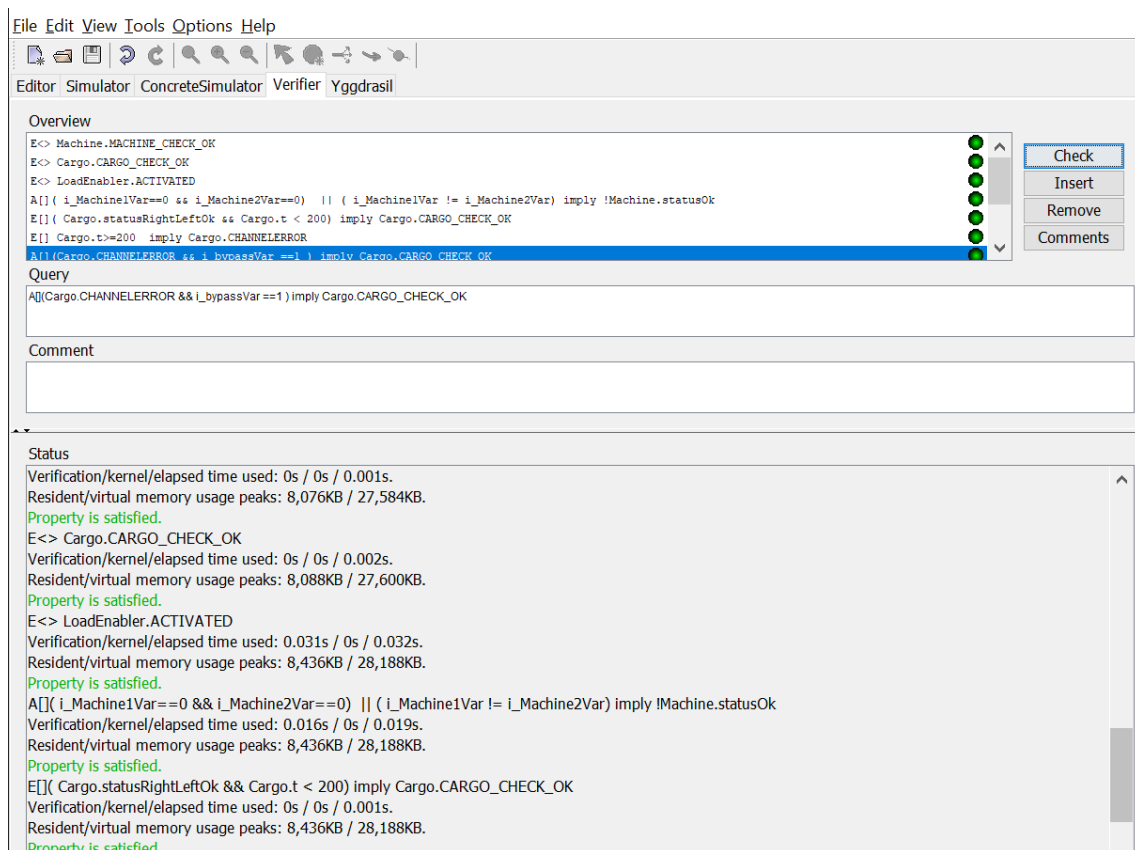 File Edit View Tools Options Help
Editor Simulator ConcreteSimulator Verifier Yggdrasil
Overview
E<> Machine.MACHINE_CHECK_OK
E<> Cargo.CARGO_CHECK_OK
E<> LoadEnabler.ACTIVATED
A[]( i_Machine1Var==0 && i_Machine2Var==0) || ( i_Machine1Var != i_Machine2Var) imply !Machine.statusOk
E[]( Cargo.statusRightLeftOk && Cargo.t < 200) imply Cargo.CARGO_CHECK_OK
E[] Cargo.t>=200 imply Cargo.CHANNELERROR
A[](Cargo.CHANNELERROR && i_bypassVar ==1 ) imply Cargo.CARGO_CHECK_OK
Check
Insert
Remove
Comments
Query
A[](Cargo.CHANNELERROR && i_bypassVar ==1 ) imply Cargo.CARGO_CHECK_OK
Comment
Status
Verification/kernel/elapsed time used: 0s / 0s / 0.001s.
Resident/virtual memory usage peaks: 8,076KB / 27,584KB.
Property is satisfied.
E<> Cargo.CARGO_CHECK_OK
Verification/kernel/elapsed time used: 0s / 0s / 0.002s.
Resident/virtual memory usage peaks: 8,088KB / 27,600KB.
Property is satisfied.
E<> LoadEnabler.ACTIVATED
Verification/kernel/elapsed time used: 0.031s / 0s / 0.032s.
Resident/virtual memory usage peaks: 8,436KB / 28,188KB.
Property is satisfied.
A[]( i_Machine1Var==0 && i_Machine2Var==0) || ( i_Machine1Var != i_Machine2Var) imply !Machine.statusOk
Verification/kernel/elapsed time used: 0.016s / 0s / 0.019s.
Resident/virtual memory usage peaks: 8,436KB / 28,188KB.
Property is satisfied.
E[]( Cargo.statusRightLeftOk && Cargo.t < 200) imply Cargo.CARGO_CHECK_OK
Verification/kernel/elapsed time used: 0s / 0s / 0.001s.
Resident/virtual memory usage peaks: 8,436KB / 28,188KB.
Property is satisfied.